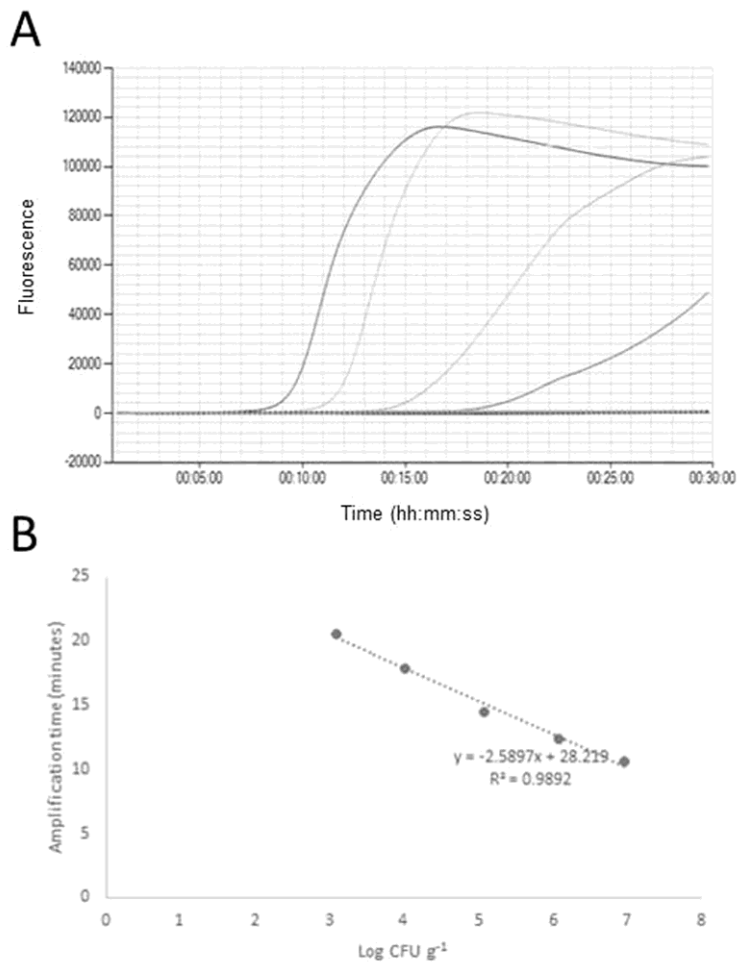 A
140000
120000
100000
80000
60000
40000
20000
0
-20000
Fluorescence
00:05:00 00:10:00 00:15:00 00:20:00 00:25:00 00:30:00
Time (hh:mm:ss)
B
25
20
15
10
5
0
Amplification time (minutes)
y = -2.5897x + 28.219
R² = 0.9892
0 1 2 3 4 5 6 7 8
Log CFU g⁻¹